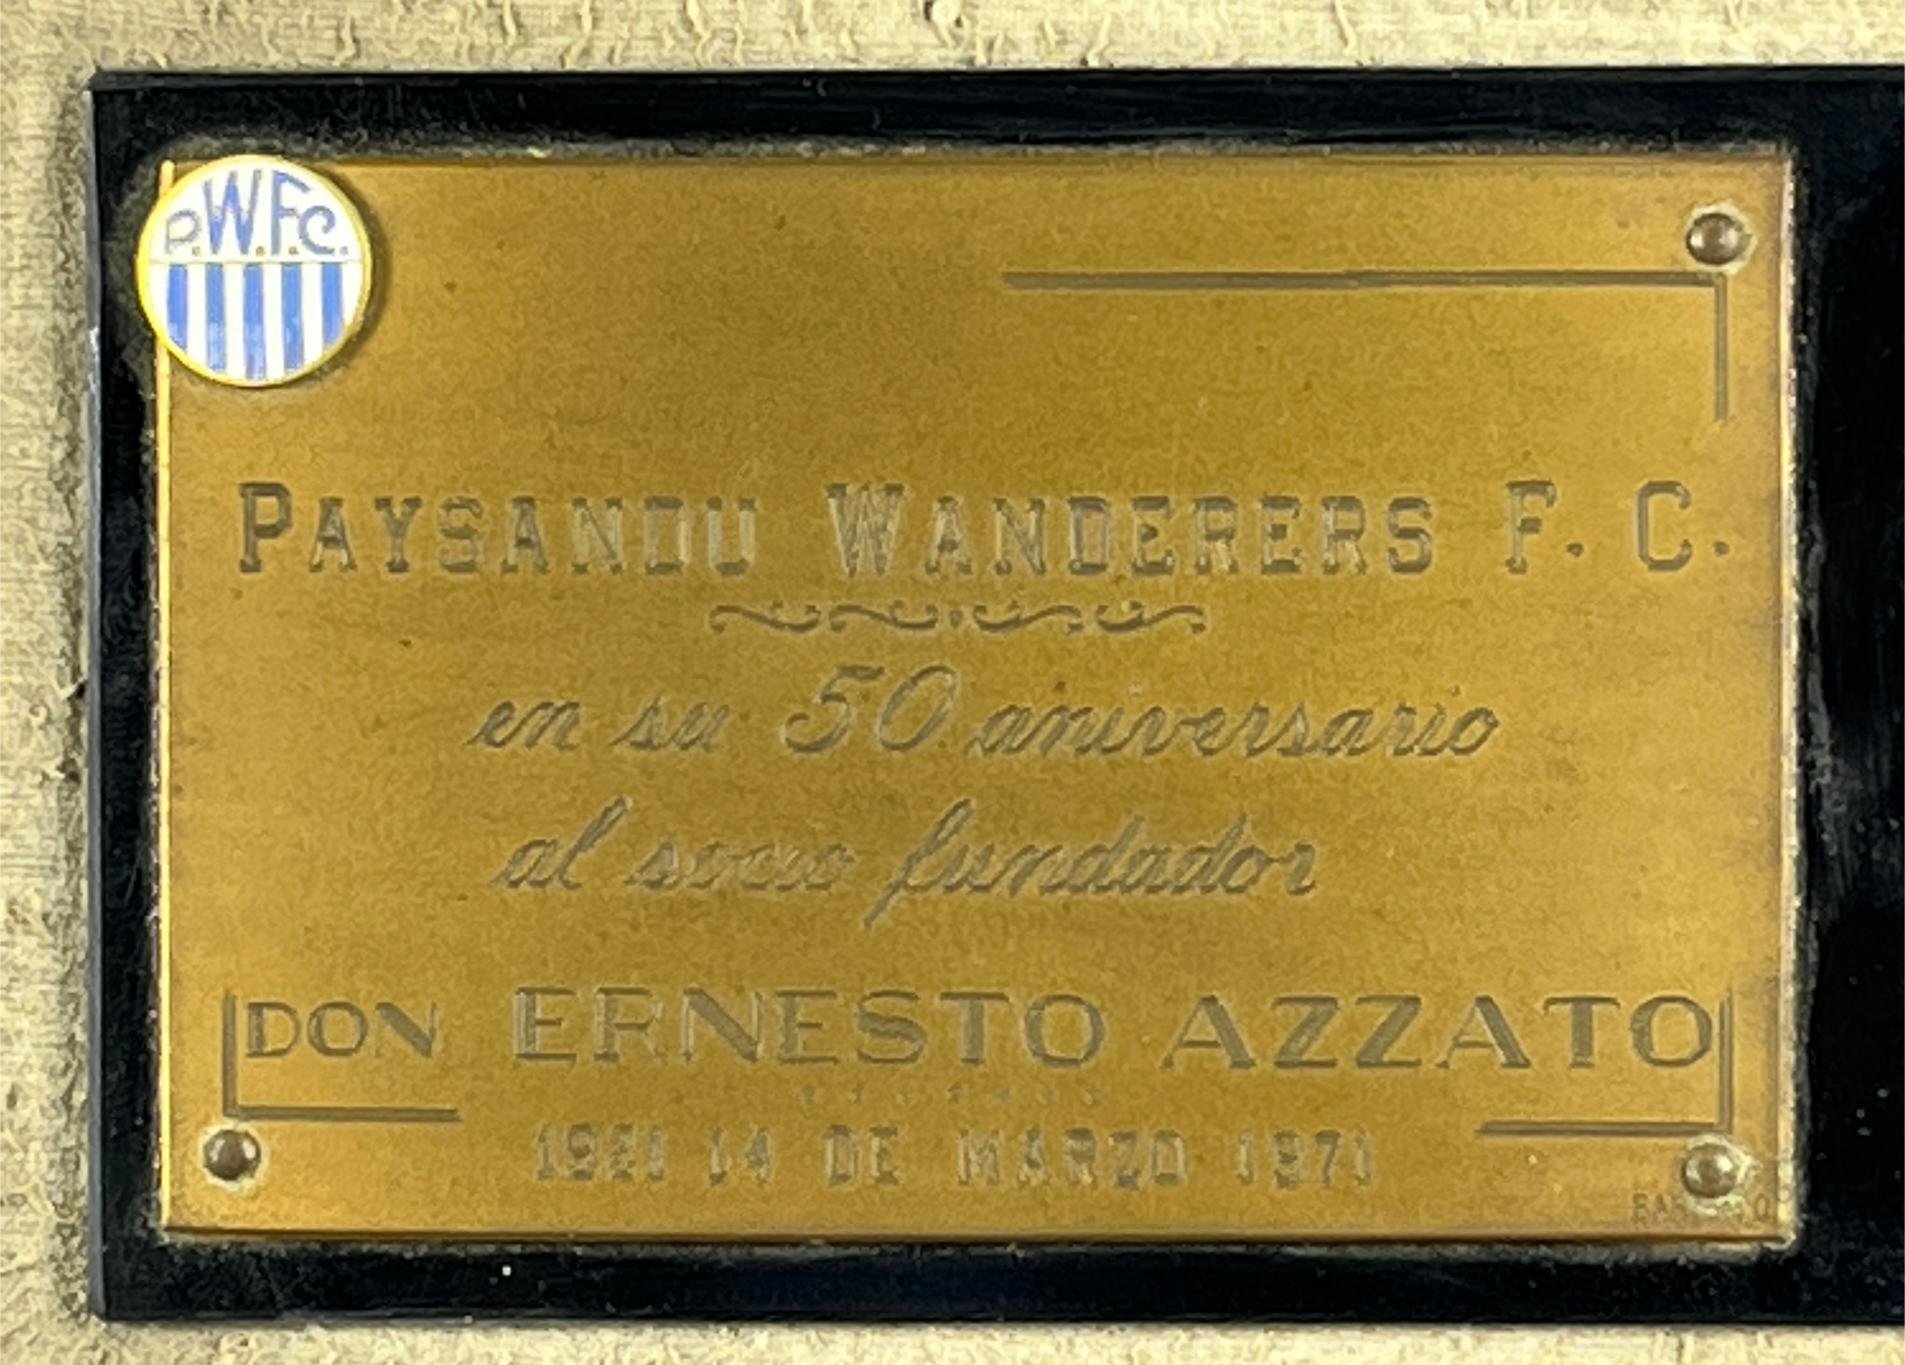 P.W.F.C.
PAYSANDU WANDERERS F. C.
en su 50 aniversario
al socio fundador
DON ERNESTO AZZATO
1921 14 DE MARZO 1971